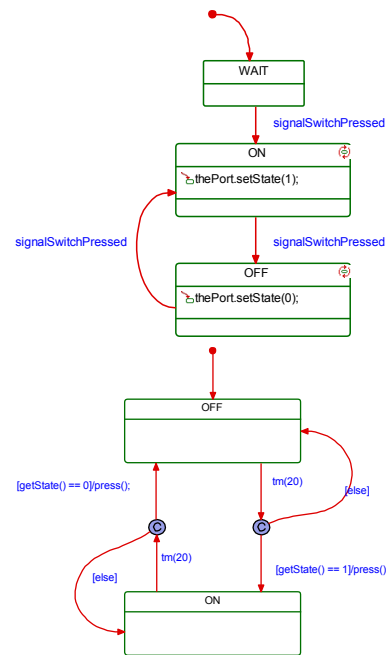 WAIT
signalSwitchPressed
ON
thePort.setState(1);
signalSwitchPressed
signalSwitchPressed
OFF
thePort.setState(0);
OFF
[getState() == 0]/press();
tm(20)
[else]
C
C
[else]
tm(20)
[getState() == 1]/press()
ON